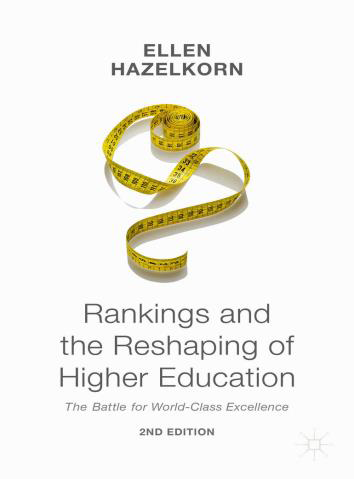 ELLEN
HAZELKORN
Rankings and
the Reshaping of
Higher Education
The Battle for World-Class Excellence
2ND EDITION